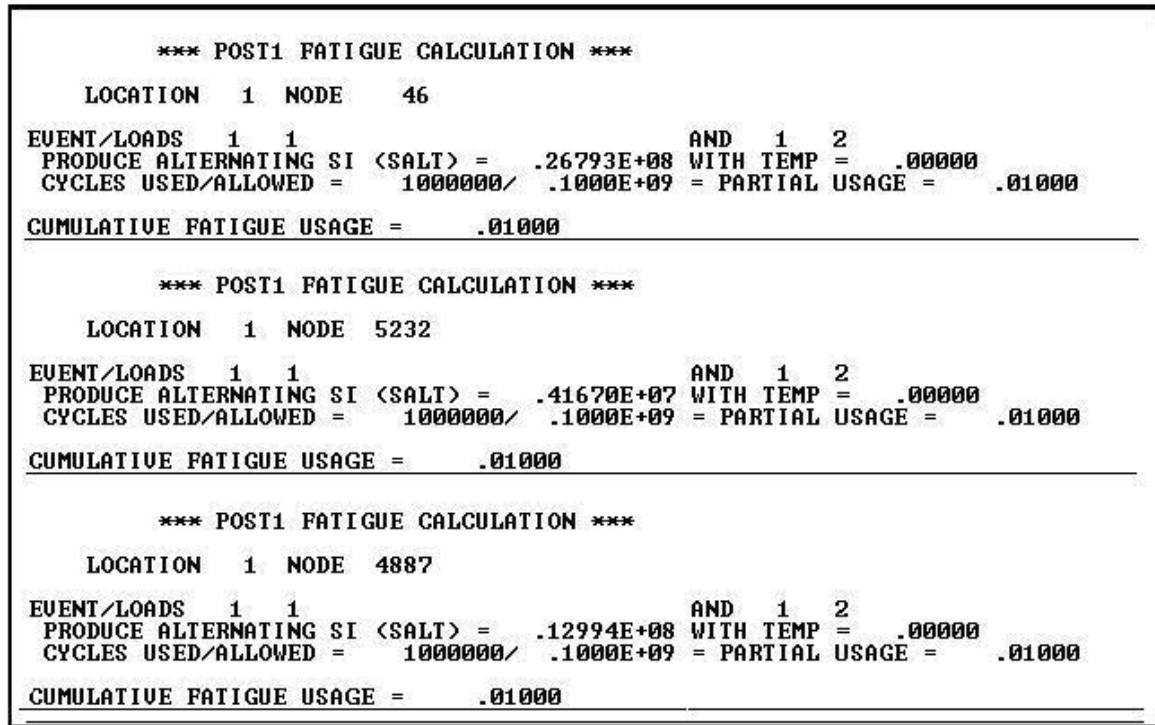 *** POST1 FATIGUE CALCULATION ***
LOCATION 1 NODE 46
EVENT/LOADS 1 1 AND 1 2
PRODUCE ALTERNATING SI (SALT) = .26793E+08 WITH TEMP = .00000
CYCLES USED/ALLOWED = 1000000/ .1000E+09 = PARTIAL USAGE = .01000
CUMULATIVE FATIGUE USAGE = .01000
*** POST1 FATIGUE CALCULATION ***
LOCATION 1 NODE 5232
EVENT/LOADS 1 1 AND 1 2
PRODUCE ALTERNATING SI (SALT) = .41670E+07 WITH TEMP = .00000
CYCLES USED/ALLOWED = 1000000/ .1000E+09 = PARTIAL USAGE = .01000
CUMULATIVE FATIGUE USAGE = .01000
*** POST1 FATIGUE CALCULATION ***
LOCATION 1 NODE 4887
EVENT/LOADS 1 1 AND 1 2
PRODUCE ALTERNATING SI (SALT) = .12994E+08 WITH TEMP = .00000
CYCLES USED/ALLOWED = 1000000/ .1000E+09 = PARTIAL USAGE = .01000
CUMULATIVE FATIGUE USAGE = .01000